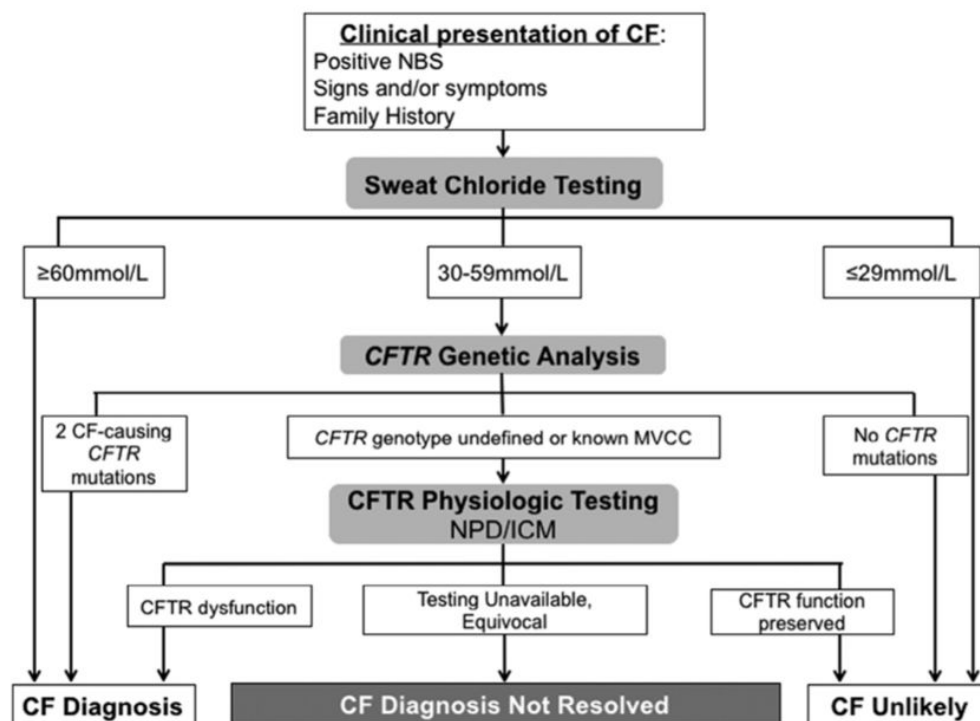 Clinical presentation of CF:
Positive NBS
Signs and/or symptoms
Family History
Sweat Chloride Testing
≥60mmol/L
30-59mmol/L
≤29mmol/L
CFTR Genetic Analysis
2 CF-causing
CFTR
mutations
CFTR genotype undefined or known MVCC
No CFTR
mutations
CFTR Physiologic Testing
NPD/ICM
CFTR dysfunction
Testing Unavailable,
Equivocal
CFTR function
preserved
CF Diagnosis
CF Diagnosis Not Resolved
CF Unlikely